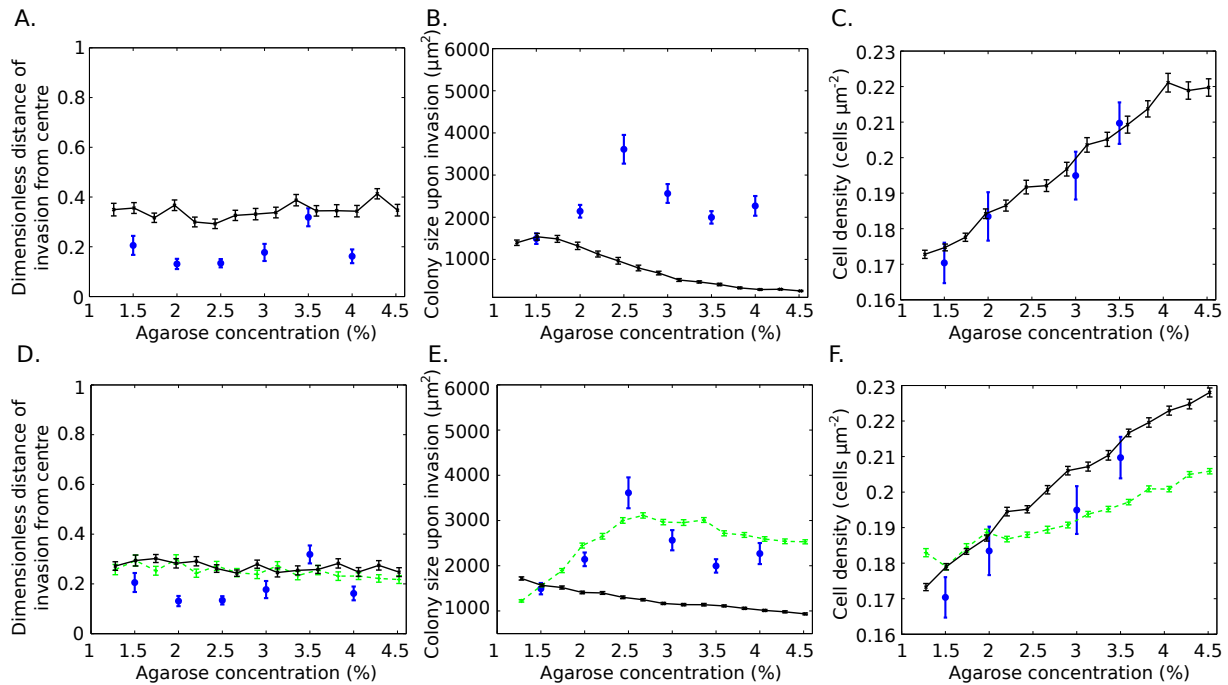 A.
Dimensionless distance of
invasion from centre
1
0.8
0.6
0.4
0.2
0
1 1.5 2 2.5 3 3.5 4 4.5
Agarose concentration (%)
B.
Colony size upon invasion (µm²)
6000
5000
4000
3000
2000
1000
1 1.5 2 2.5 3 3.5 4 4.5
Agarose concentration (%)
C.
Cell density (cells µm⁻²)
0.23
0.22
0.21
0.2
0.19
0.18
0.17
0.16
1 1.5 2 2.5 3 3.5 4 4.5
Agarose concentration (%)
D.
Dimensionless distance of
invasion from centre
1
0.8
0.6
0.4
0.2
0
1 1.5 2 2.5 3 3.5 4 4.5
Agarose concentration (%)
E.
Colony size upon invasion (µm²)
6000
5000
4000
3000
2000
1000
1 1.5 2 2.5 3 3.5 4 4.5
Agarose concentration (%)
F.
Cell density (cells µm⁻²)
0.23
0.22
0.21
0.2
0.19
0.18
0.17
0.16
1 1.5 2 2.5 3 3.5 4 4.5
Agarose concentration (%)